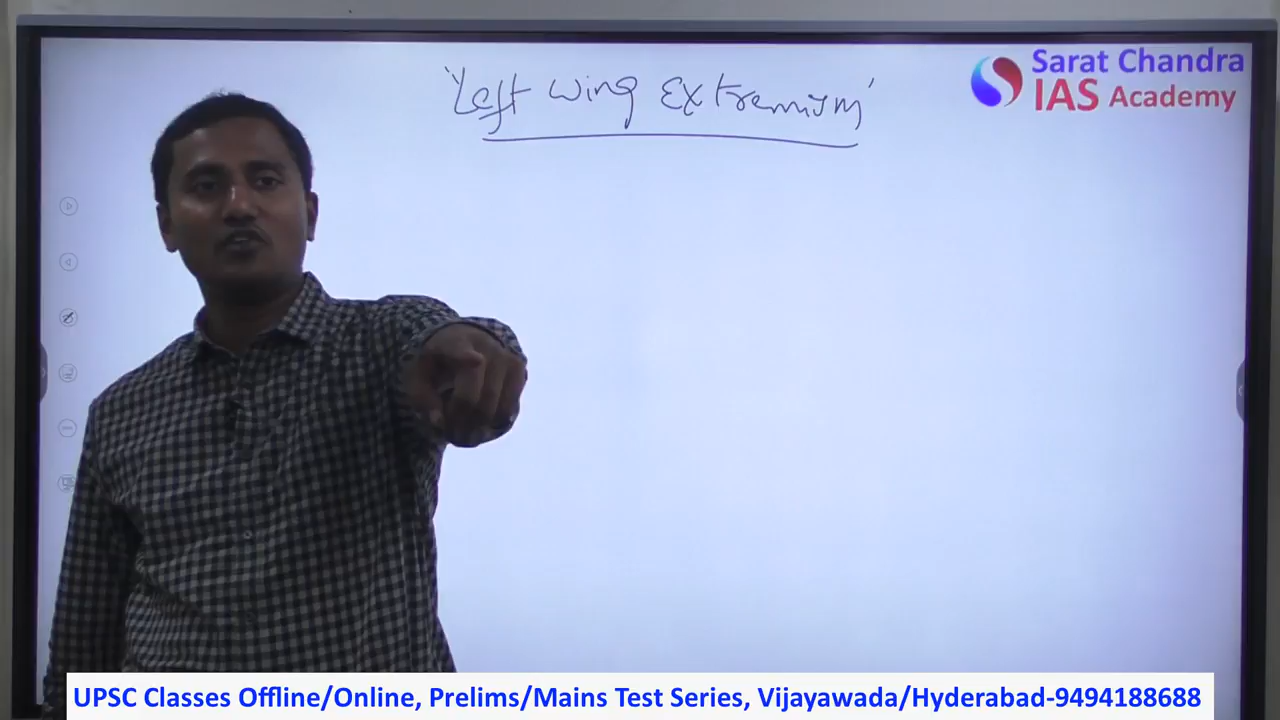 'Left wing Extremism'
Sarat Chandra
IAS Academy
UPSC Classes Offline/Online, Prelims/Mains Test Series, Vijayawada/Hyderabad-9494188688